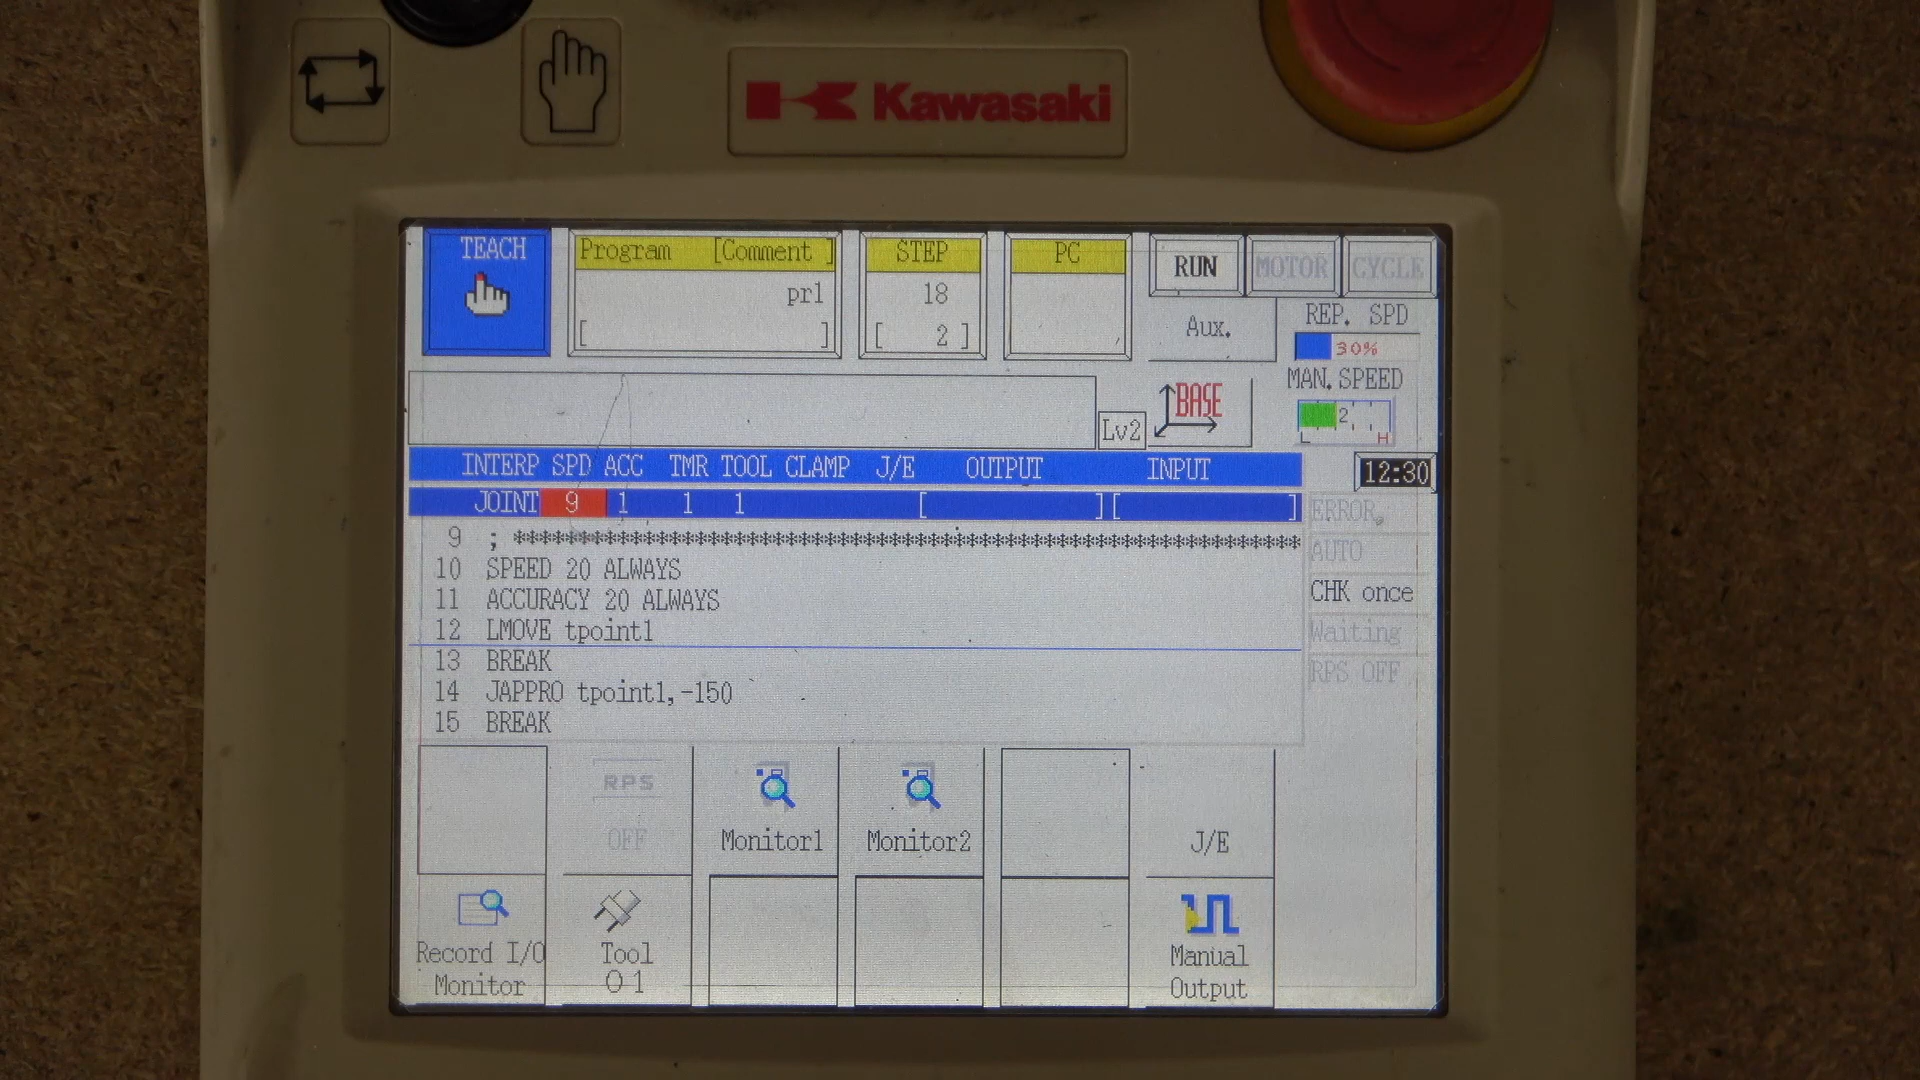 Kawasaki
TEACH
Program [Comment ]
pr1
[ ]
STEP
18
[ 2 ]
PC
RUN
MOTOR
CYCLE
Aux.
REP. SPD
30%
MAN.SPEED
2
L H
Lv2
BASE
INTERP SPD ACC TMR TOOL CLAMP J/E OUTPUT INPUT
12:30
JOINT 9 1 1 1 [ ][ ]
ERROR
9 ; *************************************************************
AUTO
10 SPEED 20 ALWAYS
CHK once
11 ACCURACY 20 ALWAYS
Waiting
12 LMOVE tpoint1
RPS OFF
13 BREAK
14 JAPPRO tpoint1,-150
15 BREAK
RPS
OFF
Monitor1
Monitor2
J/E
Record I/O
Monitor
Tool
O 1
Manual
Output